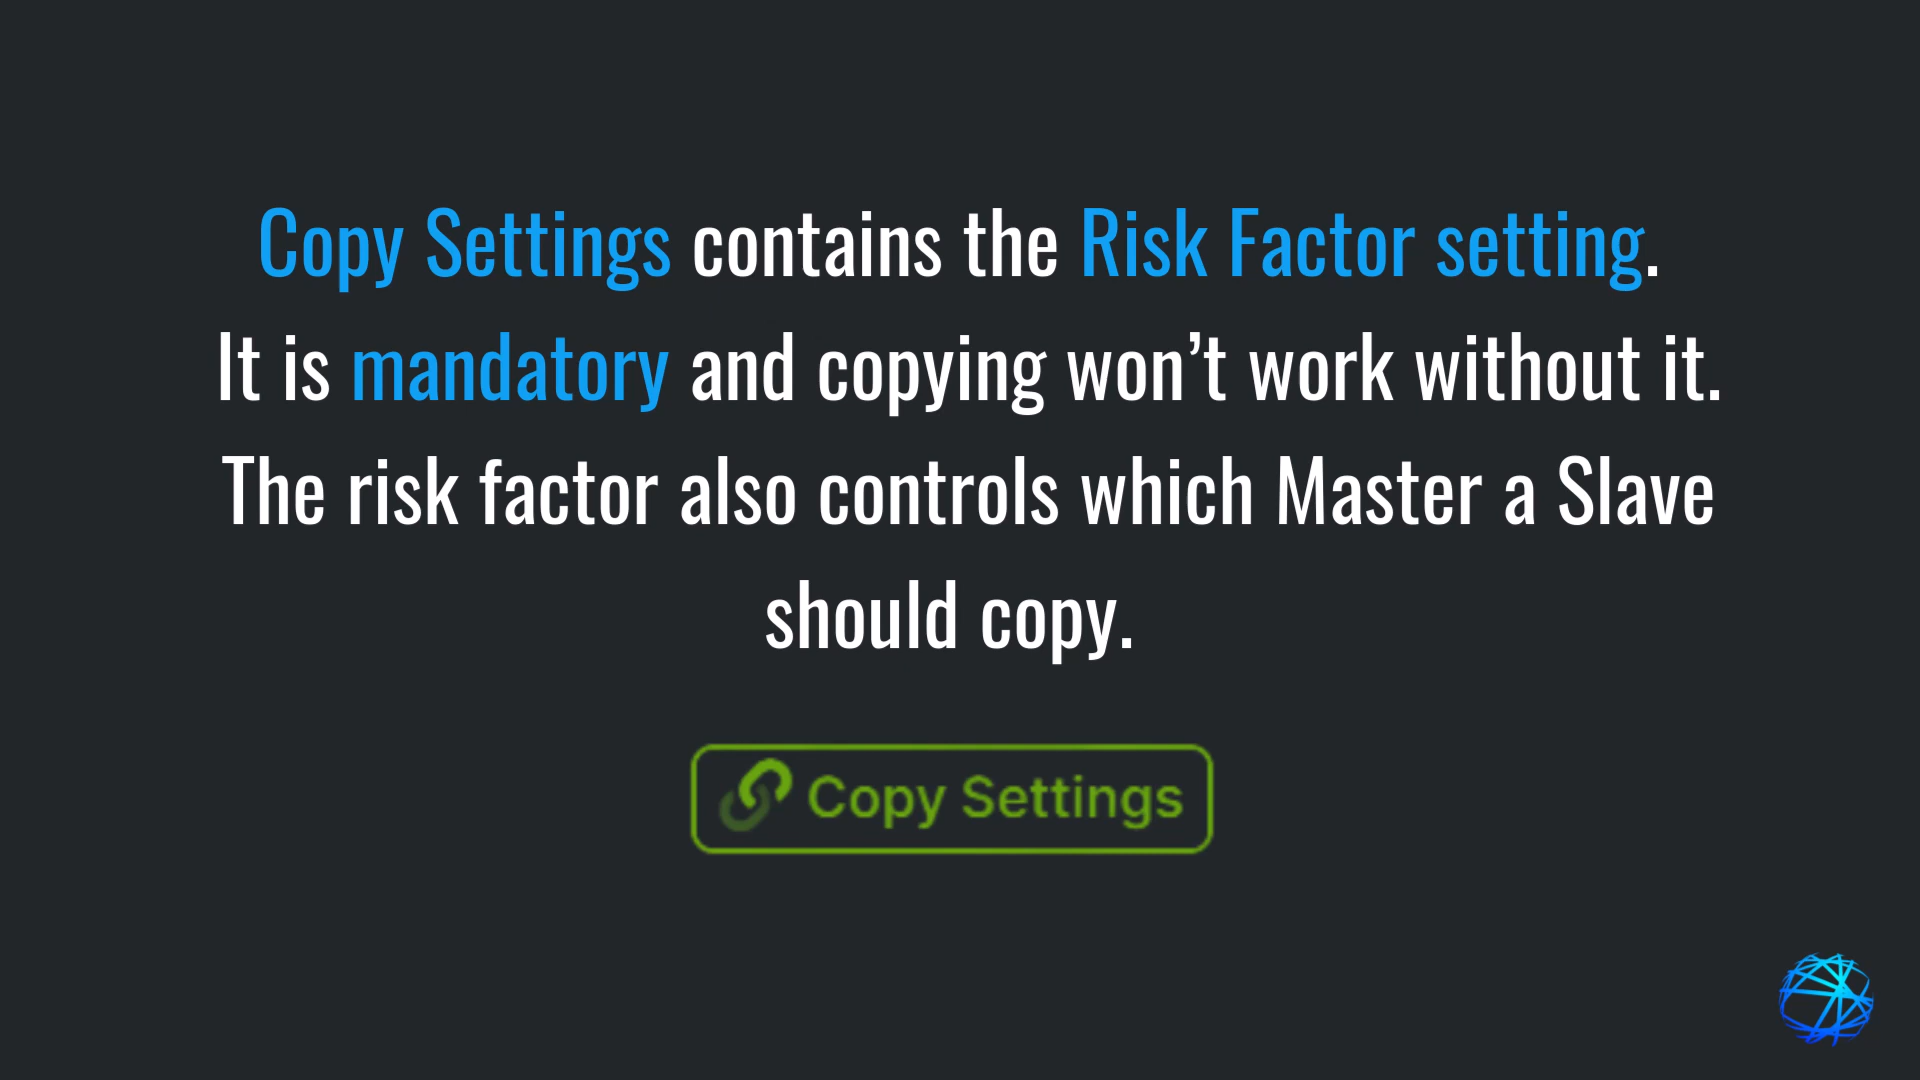 Copy Settings contains the Risk Factor setting.
It is mandatory and copying won’t work without it.
The risk factor also controls which Master a Slave
should copy.
Copy Settings